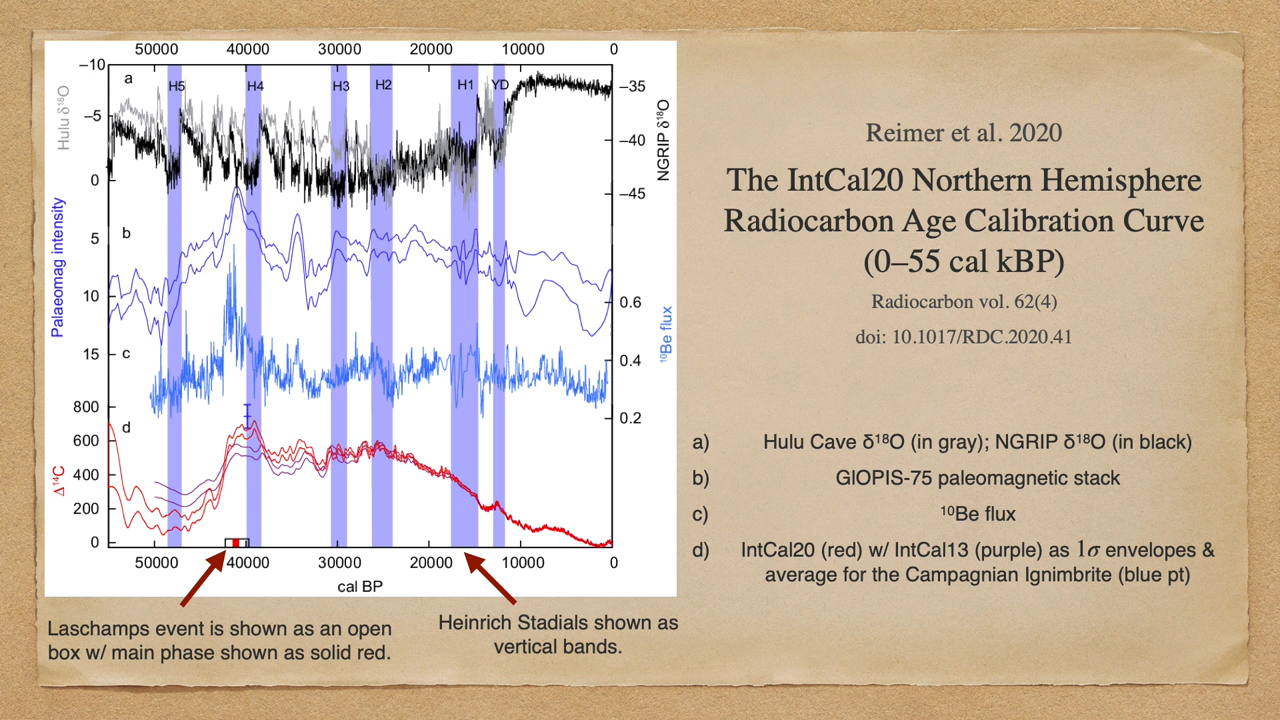 50000 40000 30000 20000 10000 0
−10
−5
0
5
10
15
800
600
400
200
0
Hulu δ¹⁸O
Palaeomag intensity
Δ¹⁴C
a
b
c
d
H5 H4 H3 H2 H1 YD
−35
−40
−45
0.6
0.4
0.2
NGRIP δ¹⁸O
¹⁰Be flux
50000 40000 30000 20000 10000 0
cal BP
Laschamps event is shown as an open
box w/ main phase shown as solid red.
Heinrich Stadials shown as
vertical bands.
Reimer et al. 2020
The IntCal20 Northern Hemisphere
Radiocarbon Age Calibration Curve
(0–55 cal kBP)
Radiocarbon vol. 62(4)
doi: 10.1017/RDC.2020.41
a) Hulu Cave δ¹⁸O (in gray); NGRIP δ¹⁸O (in black)
b) GlOPIS-75 paleomagnetic stack
c) ¹⁰Be flux
d) IntCal20 (red) w/ IntCal13 (purple) as 1σ envelopes &
average for the Campagnian Ignimbrite (blue pt)